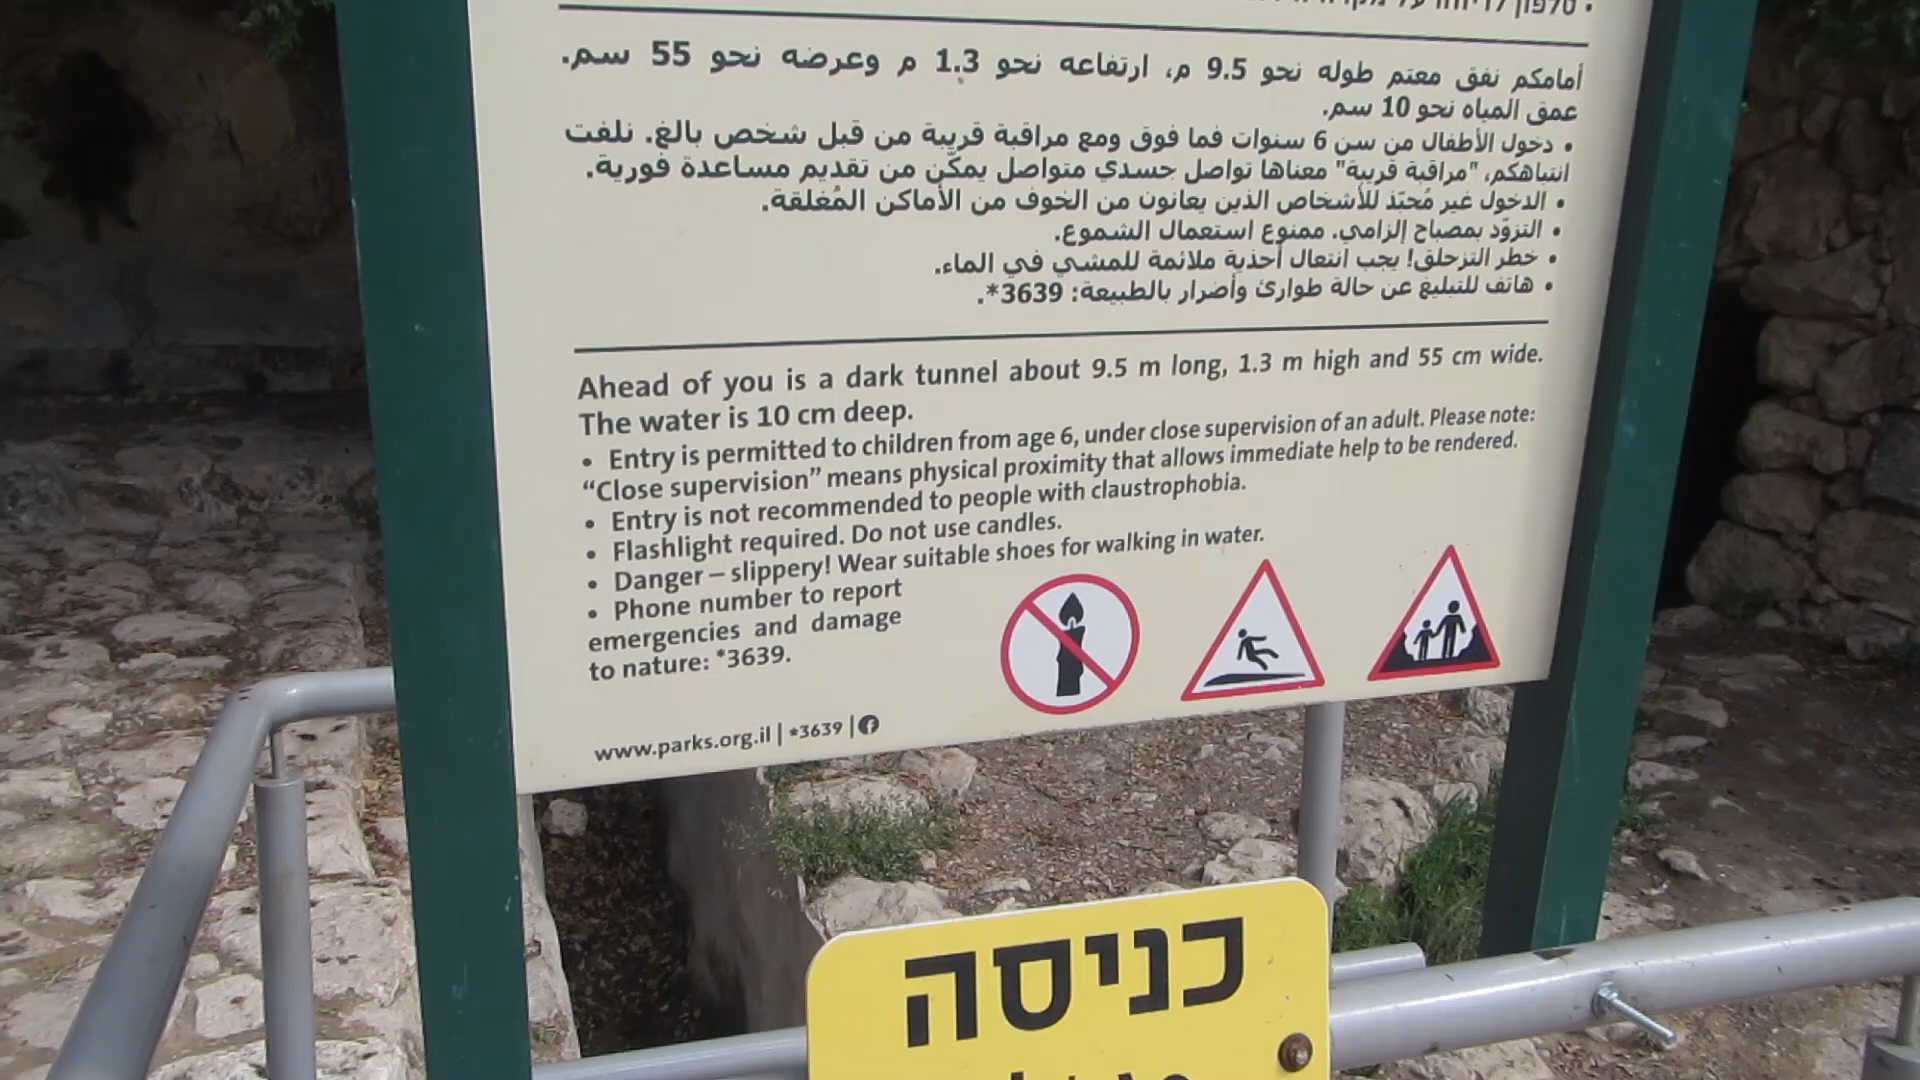 • טלפון לדיווח על
أمامكم نفق معتم طوله نحو 9.5 م، ارتفاعه نحو 1.3 م وعرضه نحو 55 سم.
عمق المياه نحو 10 سم.
• دخول الأطفال من سن 6 سنوات فما فوق ومع مراقبة قريبة من قبل شخص بالغ. نلفت
انتباهكم، "مراقبة قريبة" معناها تواصل جسدي متواصل يمكّن من تقديم مساعدة فورية.
• الدخول غير مُحبّذ للأشخاص الذين يعانون من الخوف من الأماكن المُغلقة.
• التزوّد بمصباح إلزامي. ممنوع استعمال الشموع.
• خطر التزحلق! يجب انتعال أحذية ملائمة للمشي في الماء.
• هاتف للتبليغ عن حالة طوارئ وأضرار بالطبيعة: 3639*.
Ahead of you is a dark tunnel about 9.5 m long, 1.3 m high and 55 cm wide.
The water is 10 cm deep.
• Entry is permitted to children from age 6, under close supervision of an adult. Please note:
“Close supervision” means physical proximity that allows immediate help to be rendered.
• Entry is not recommended to people with claustrophobia.
• Flashlight required. Do not use candles.
• Danger – slippery! Wear suitable shoes for walking in water.
• Phone number to report
emergencies and damage
to nature: *3639.
www.parks.org.il | *3639 |
כניסה